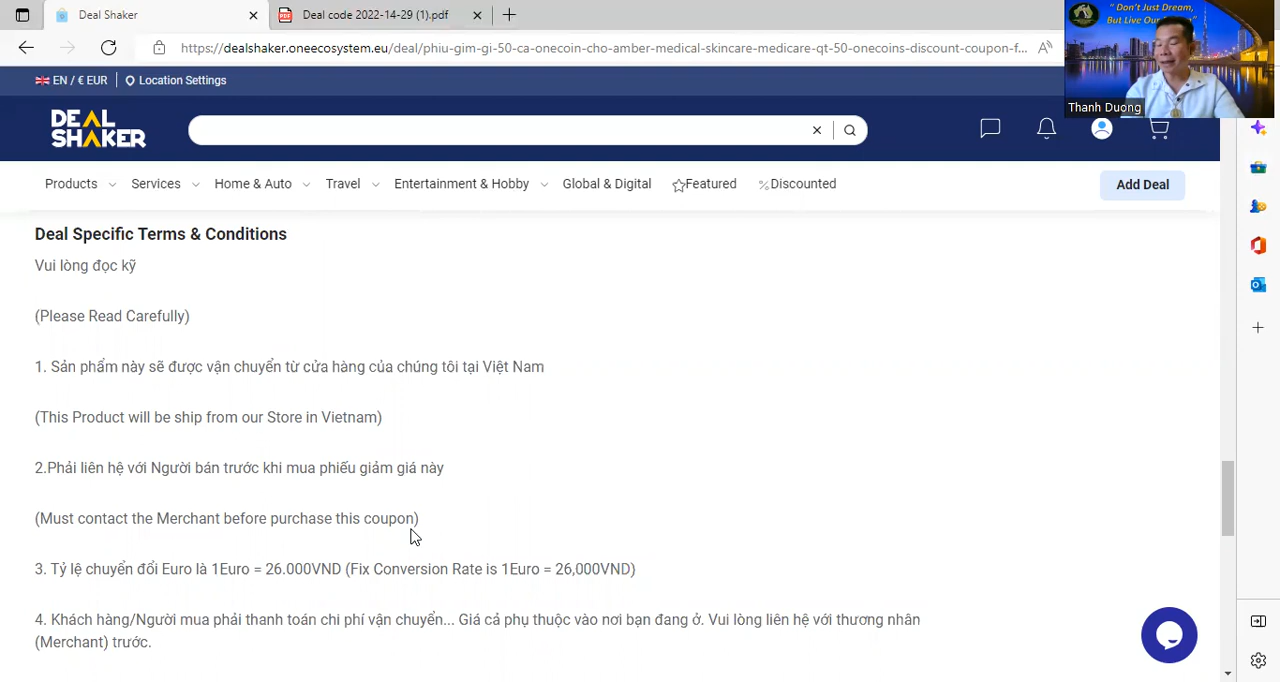 Deal Shaker
Deal code 2022-14-29 (1).pdf
https://dealshaker.oneecosystem.eu/deal/phiu-gim-gi-50-ca-onecoin-cho-amber-medical-skincare-medicare-qt-50-onecoins-discount-coupon-f...
" Don't Just Dream,
But Live Our
Thanh Duong
EN / € EUR
Location Settings
DEAL
SHAKER
Products
Services
Home & Auto
Travel
Entertainment & Hobby
Global & Digital
Featured
Discounted
Add Deal
Deal Specific Terms & Conditions
Vui lòng đọc kỹ
(Please Read Carefully)
1. Sản phẩm này sẽ được vận chuyển từ cửa hàng của chúng tôi tại Việt Nam
(This Product will be ship from our Store in Vietnam)
2.Phải liên hệ với Người bán trước khi mua phiếu giảm giá này
(Must contact the Merchant before purchase this coupon)
3. Tỷ lệ chuyển đổi Euro là 1Euro = 26.000VND (Fix Conversion Rate is 1Euro = 26,000VND)
4. Khách hàng/Người mua phải thanh toán chi phí vận chuyển... Giá cả phụ thuộc vào nơi bạn đang ở. Vui lòng liên hệ với thương nhân
(Merchant) trước.